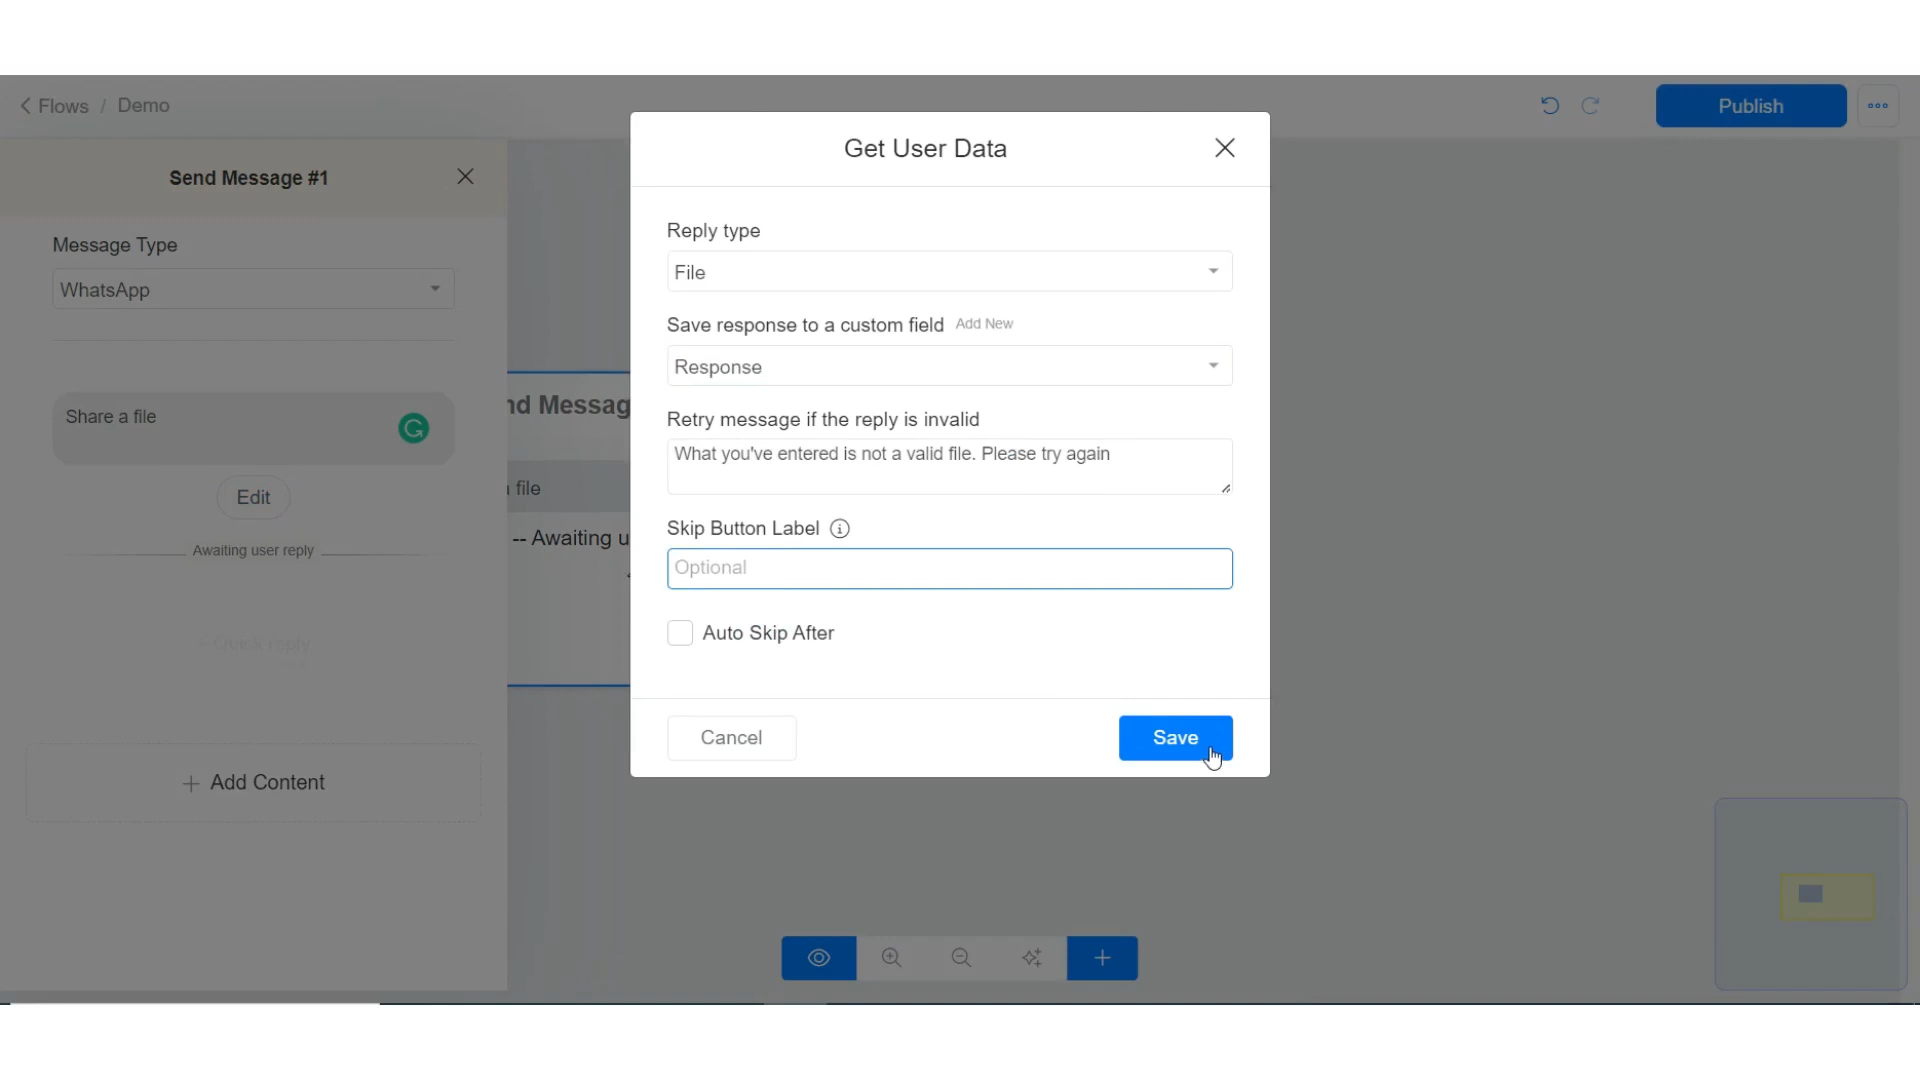 Flows / Demo
Publish
Send Message #1
Message Type
WhatsApp
Share a file
Edit
Awaiting user reply
+ Quick reply
+ Add Content
nd Messag
file
-- Awaiting u
Get User Data
Reply type
File
Save response to a custom field Add New
Response
Retry message if the reply is invalid
What you've entered is not a valid file. Please try again
Skip Button Label
Optional
Auto Skip After
Cancel
Save